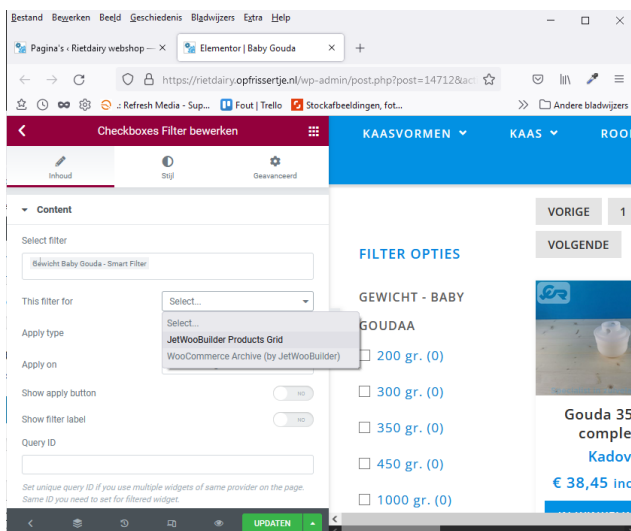 Bestand Bewerken Beeld Geschiedenis Bladwijzers Extra Help
Pagina's ‹ Rietdairy webshop —
Elementor | Baby Gouda
https://rietdairy.opfrissertje.nl/wp-admin/post.php?post=14712&act
.: Refresh Media - Sup... Fout | Trello Stockafbeeldingen, fot... Andere bladwijzers
Checkboxes Filter bewerken
Inhoud Stijl Geavanceerd
Content
Select filter
Gewicht Baby Gouda - Smart Filter
This filter for Select...
Select...
JetWooBuilder Products Grid
WooCommerce Archive (by JetWooBuilder)
Apply type
Apply on
Show apply button NO
Show filter label NO
Query ID
Set unique query ID if you use multiple widgets of same provider on the page.
Same ID you need to set for filtered widget.
UPDATEN
KAASVORMEN KAAS
FILTER OPTIES
GEWICHT - BABY
GOUDAA
200 gr. (0)
300 gr. (0)
350 gr. (0)
450 gr. (0)
1000 gr. (0)
VORIGE 1
VOLGENDE
Gouda 35
comple
Kadov
€ 38,45 inc